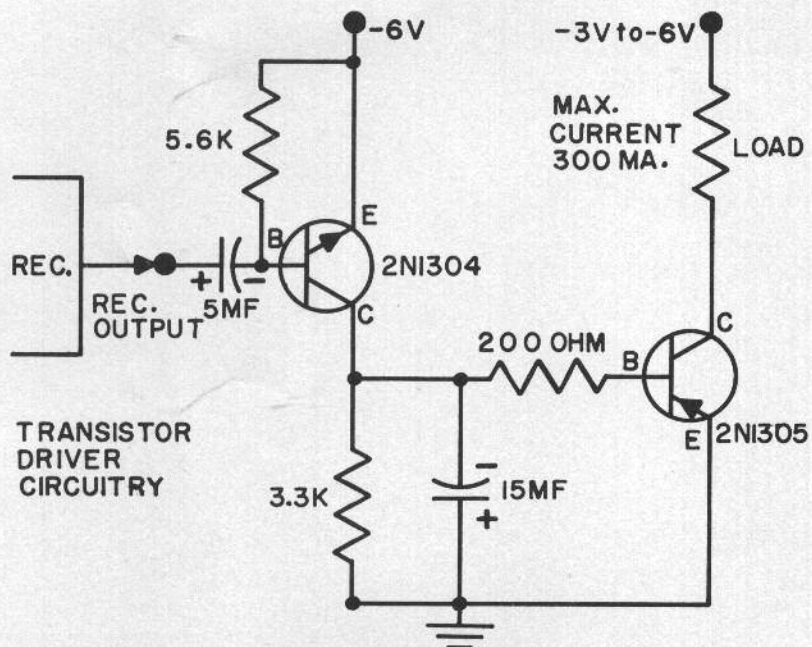 -6V
-3V to -6V
5.6K
MAX.
CURRENT
300 MA.
LOAD
E
B
2N1304
REC.
+
-
5MF
REC.
OUTPUT
C
C
200 OHM
B
E
2N1305
TRANSISTOR
DRIVER
CIRCUITRY
3.3K
-
15MF
+